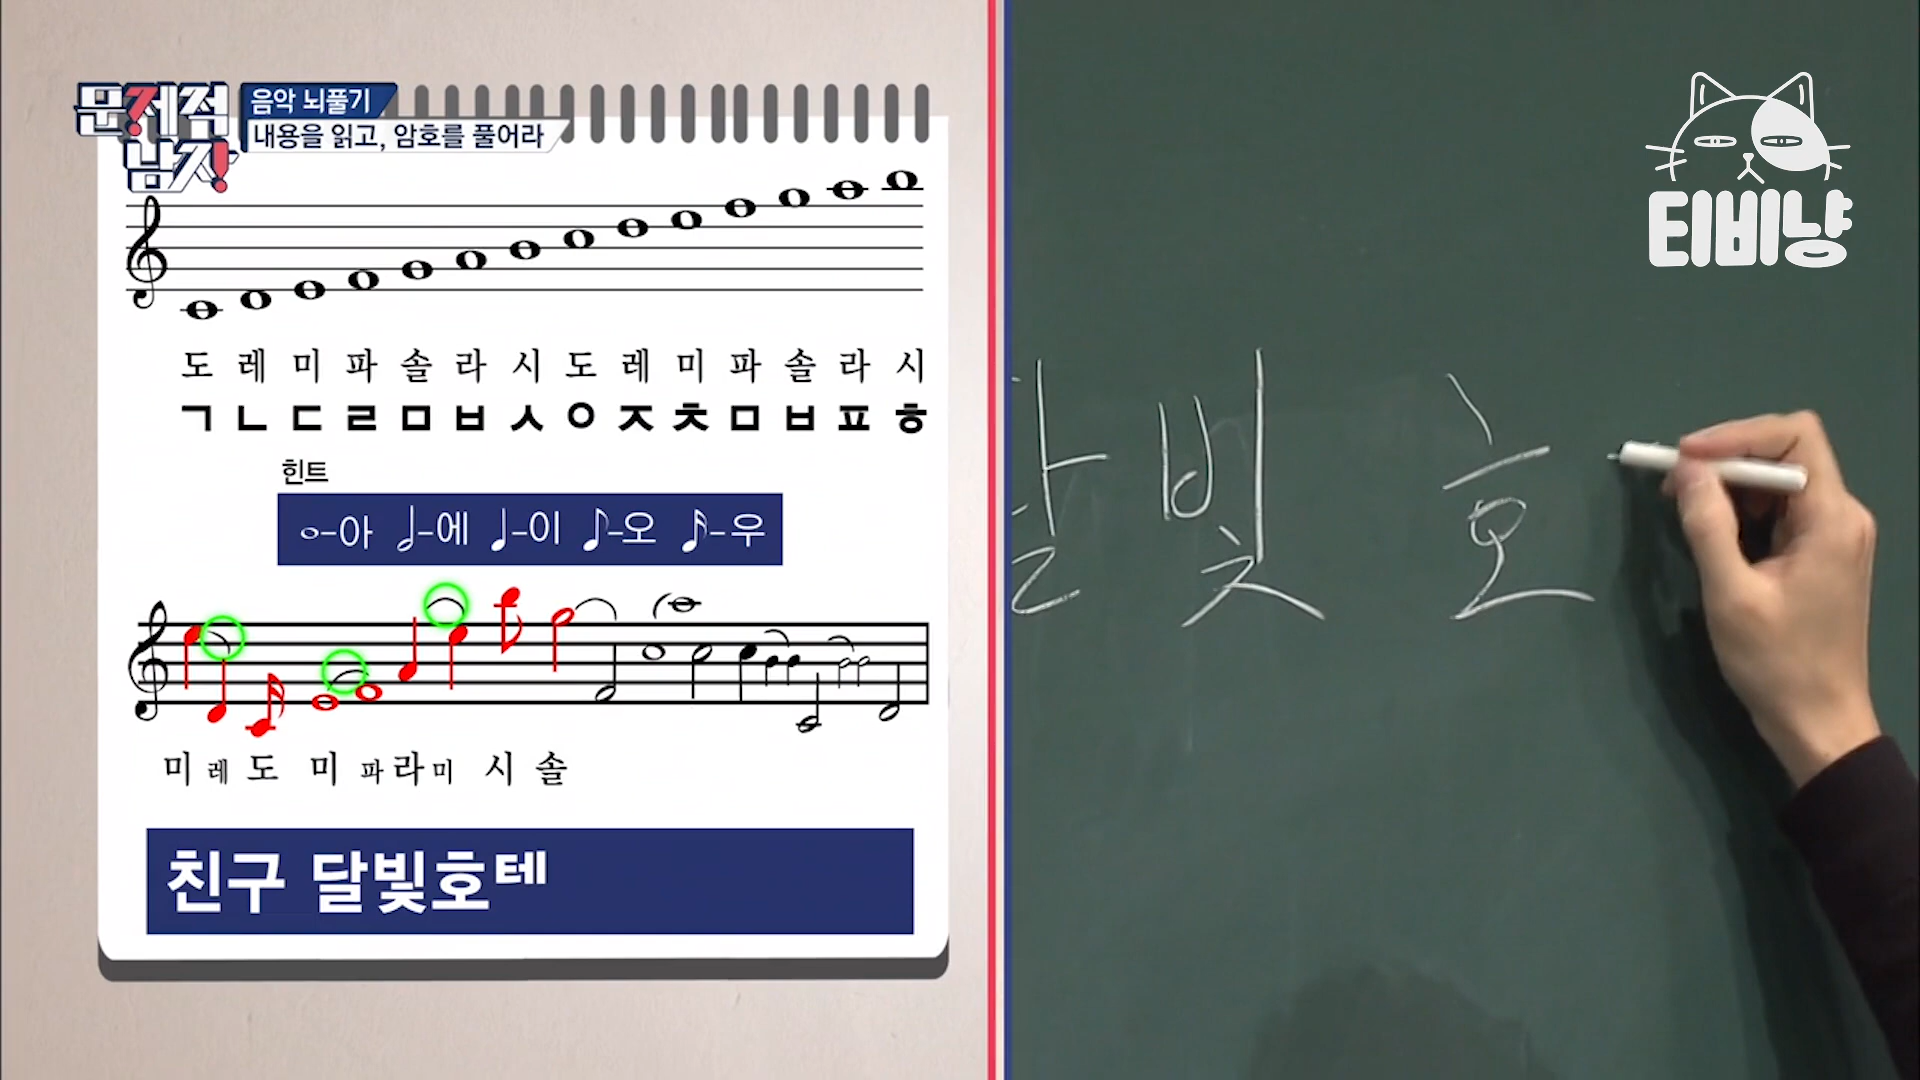 문제적
남자!
음악 뇌풀기
내용을 읽고, 암호를 풀어라
티비냥
도 레 미 파 솔 라 시 도 레 미 파 솔 라 시
ㄱ ㄴ ㄷ ㄹ ㅁ ㅂ ㅅ ㅇ ㅈ ㅊ ㅁ ㅂ ㅍ ㅎ
힌트
-아 -에 -이 -오 -우
미 레 도 미 파 라 미 시 솔
친구 달빛호테
달 빛 호